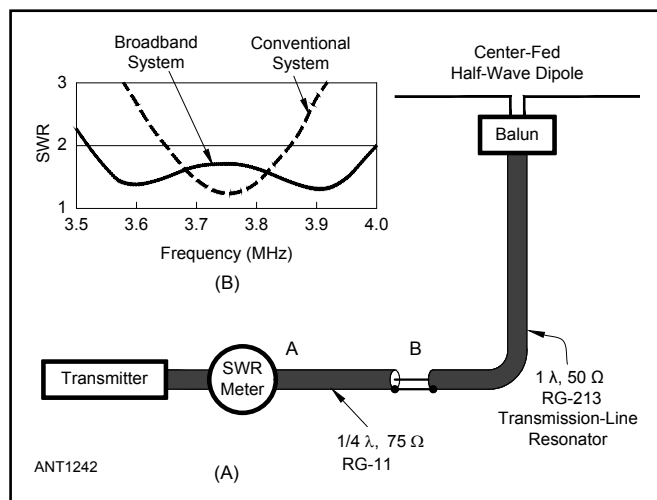 Broadband
System
Conventional
System
3
2
1
SWR
3.5
3.6
3.7
3.8
3.9
4.0
Frequency (MHz)
(B)
Center-Fed
Half-Wave Dipole
Balun
Transmitter
SWR
Meter
A
B
1/4 λ, 75 Ω
RG-11
1 λ, 50 Ω
RG-213
Transmission-Line
Resonator
ANT1242
(A)